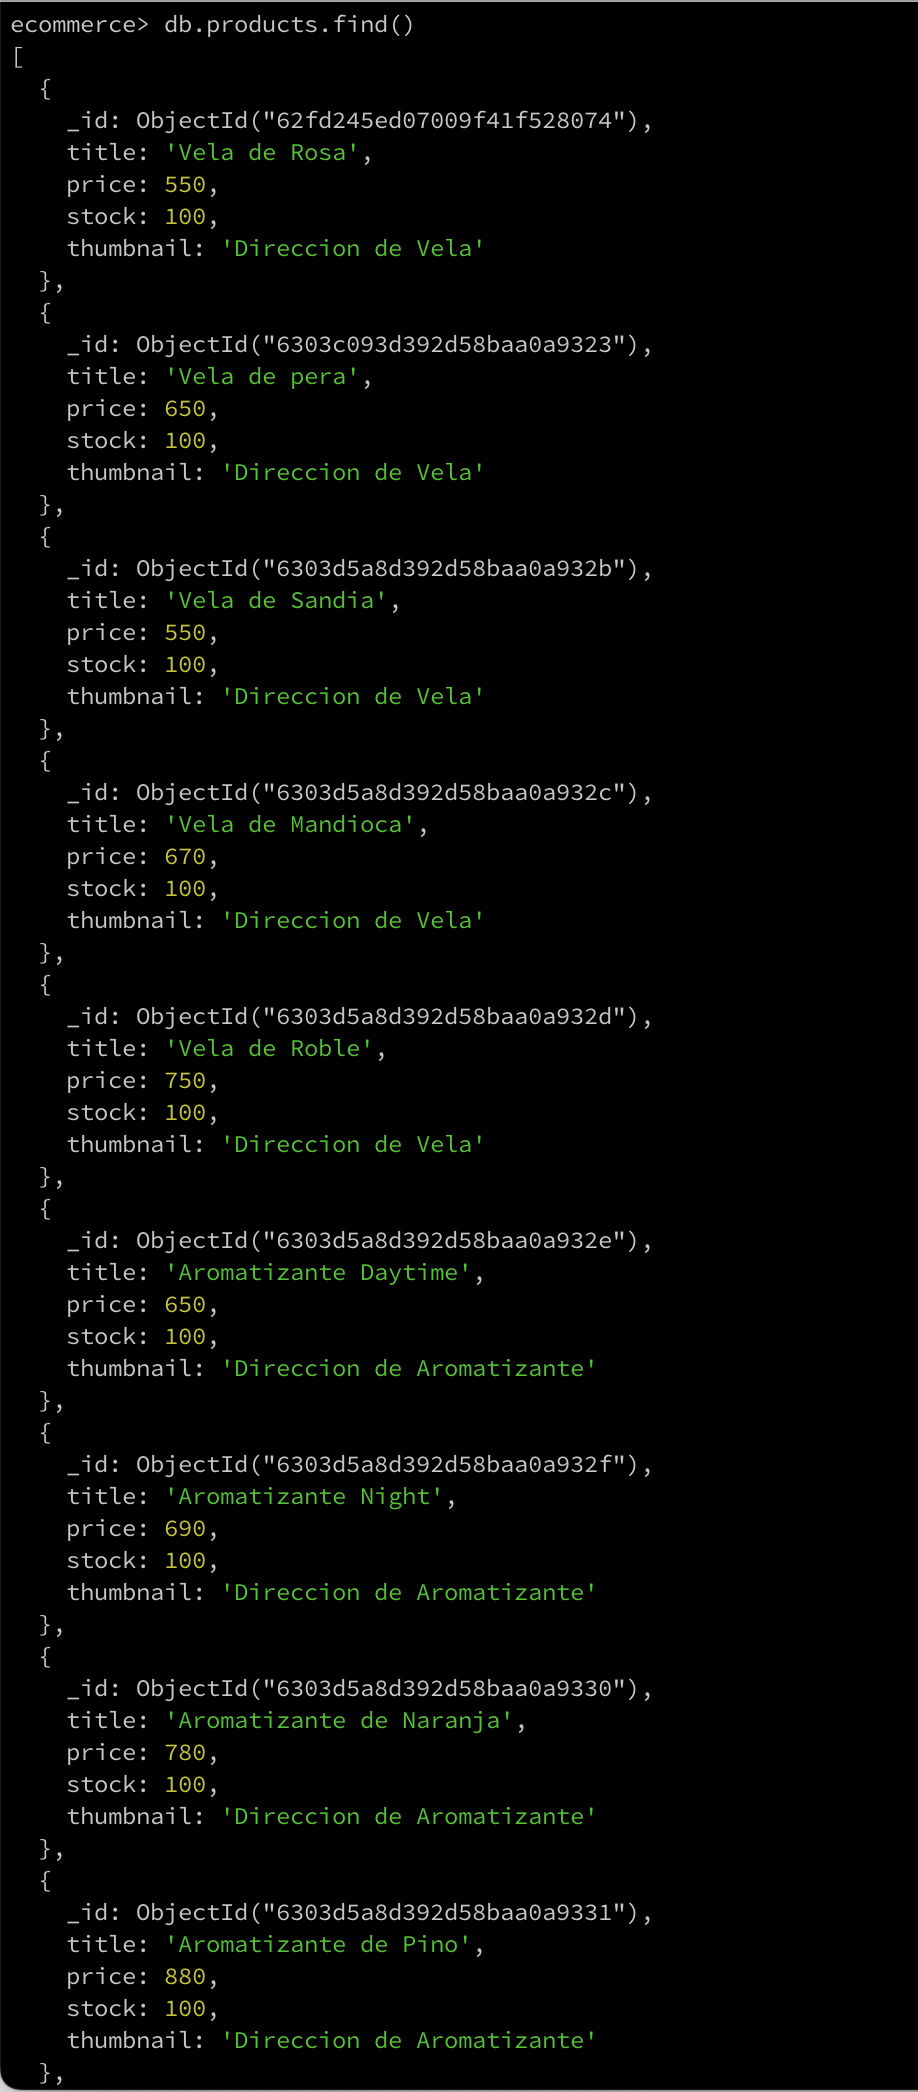 ecommerce> db.products.find()
[
  {
    _id: ObjectId("62fd245ed07009f41f528074"),
    title: 'Vela de Rosa',
    price: 550,
    stock: 100,
    thumbnail: 'Direccion de Vela'
  },
  {
    _id: ObjectId("6303c093d392d58baa0a9323"),
    title: 'Vela de pera',
    price: 650,
    stock: 100,
    thumbnail: 'Direccion de Vela'
  },
  {
    _id: ObjectId("6303d5a8d392d58baa0a932b"),
    title: 'Vela de Sandia',
    price: 550,
    stock: 100,
    thumbnail: 'Direccion de Vela'
  },
  {
    _id: ObjectId("6303d5a8d392d58baa0a932c"),
    title: 'Vela de Mandioca',
    price: 670,
    stock: 100,
    thumbnail: 'Direccion de Vela'
  },
  {
    _id: ObjectId("6303d5a8d392d58baa0a932d"),
    title: 'Vela de Roble',
    price: 750,
    stock: 100,
    thumbnail: 'Direccion de Vela'
  },
  {
    _id: ObjectId("6303d5a8d392d58baa0a932e"),
    title: 'Aromatizante Daytime',
    price: 650,
    stock: 100,
    thumbnail: 'Direccion de Aromatizante'
  },
  {
    _id: ObjectId("6303d5a8d392d58baa0a932f"),
    title: 'Aromatizante Night',
    price: 690,
    stock: 100,
    thumbnail: 'Direccion de Aromatizante'
  },
  {
    _id: ObjectId("6303d5a8d392d58baa0a9330"),
    title: 'Aromatizante de Naranja',
    price: 780,
    stock: 100,
    thumbnail: 'Direccion de Aromatizante'
  },
  {
    _id: ObjectId("6303d5a8d392d58baa0a9331"),
    title: 'Aromatizante de Pino',
    price: 880,
    stock: 100,
    thumbnail: 'Direccion de Aromatizante'
  },